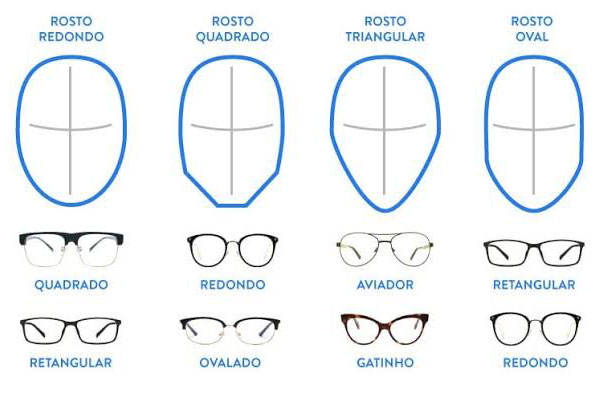 ROSTO
REDONDO
ROSTO
QUADRADO
ROSTO
TRIANGULAR
ROSTO
OVAL
QUADRADO
REDONDO
AVIADOR
RETANGULAR
RETANGULAR
OVALADO
GATINHO
REDONDO